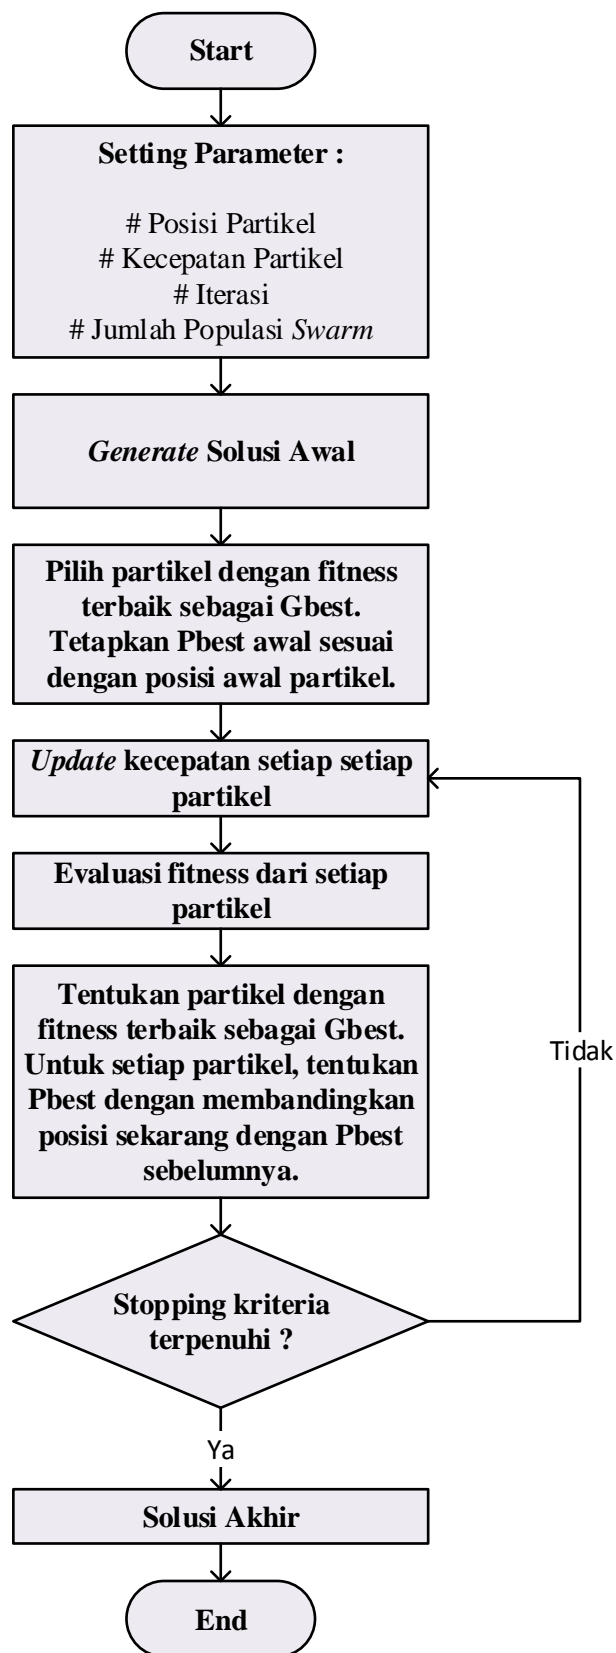 Start
Setting Parameter :
# Posisi Partikel
# Kecepatan Partikel
# Iterasi
# Jumlah Populasi Swarm
Generate Solusi Awal
Pilih partikel dengan fitness
terbaik sebagai Gbest.
Tetapkan Pbest awal sesuai
dengan posisi awal partikel.
Update kecepatan setiap setiap
partikel
Evaluasi fitness dari setiap
partikel
Tentukan partikel dengan
fitness terbaik sebagai Gbest.
Untuk setiap partikel, tentukan
Pbest dengan membandingkan
posisi sekarang dengan Pbest
sebelumnya.
Tidak
Stopping kriteria
terpenuhi ?
Ya
Solusi Akhir
End